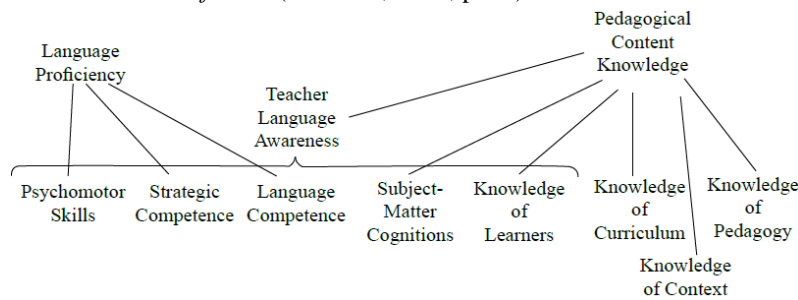 Pedagogical
Content
Knowledge
Language
Proficiency
Teacher
Language
Awareness
Psychomotor
Skills
Strategic
Competence
Language
Competence
Subject-
Matter
Cognitions
Knowledge
of
Learners
Knowledge
of
Curriculum
Knowledge
of
Pedagogy
Knowledge
of Context